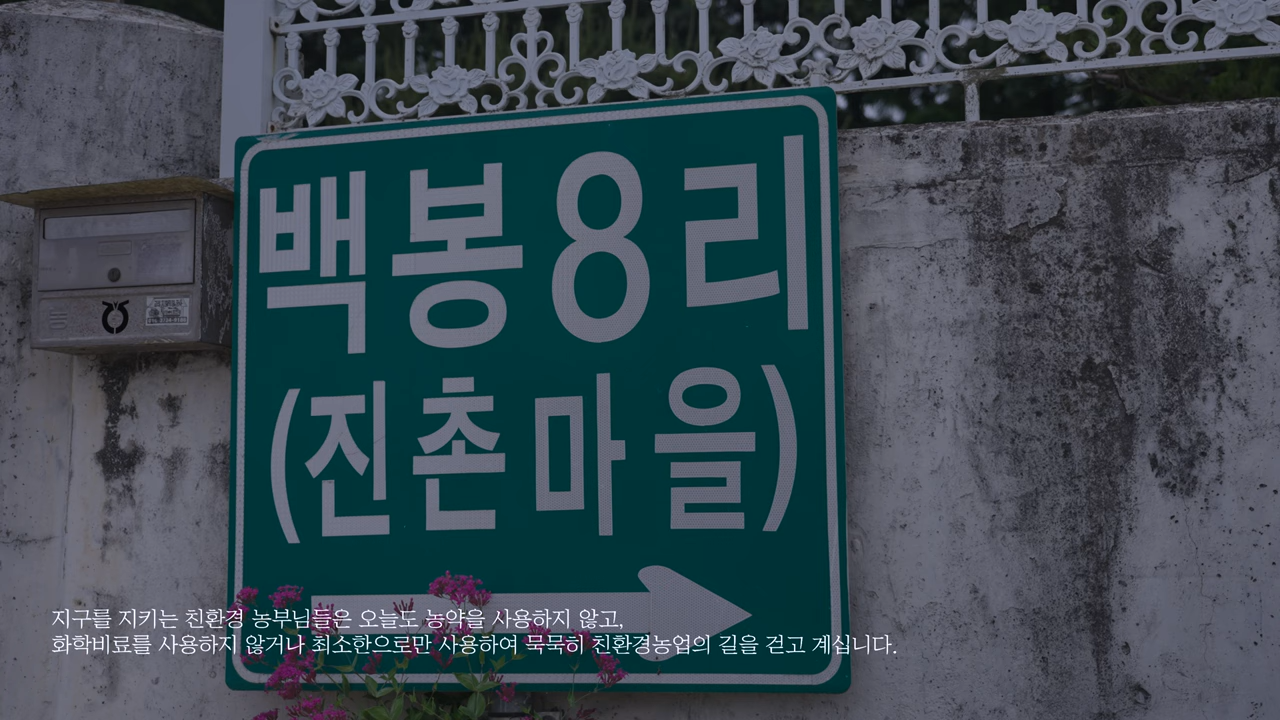 백봉8리
(진촌마을)
지구를 지키는 친환경 농부님들은 오늘도 농약을 사용하지 않고,
화학비료를 사용하지 않거나 최소한으로만 사용하여 묵묵히 친환경농업의 길을 걷고 계십니다.